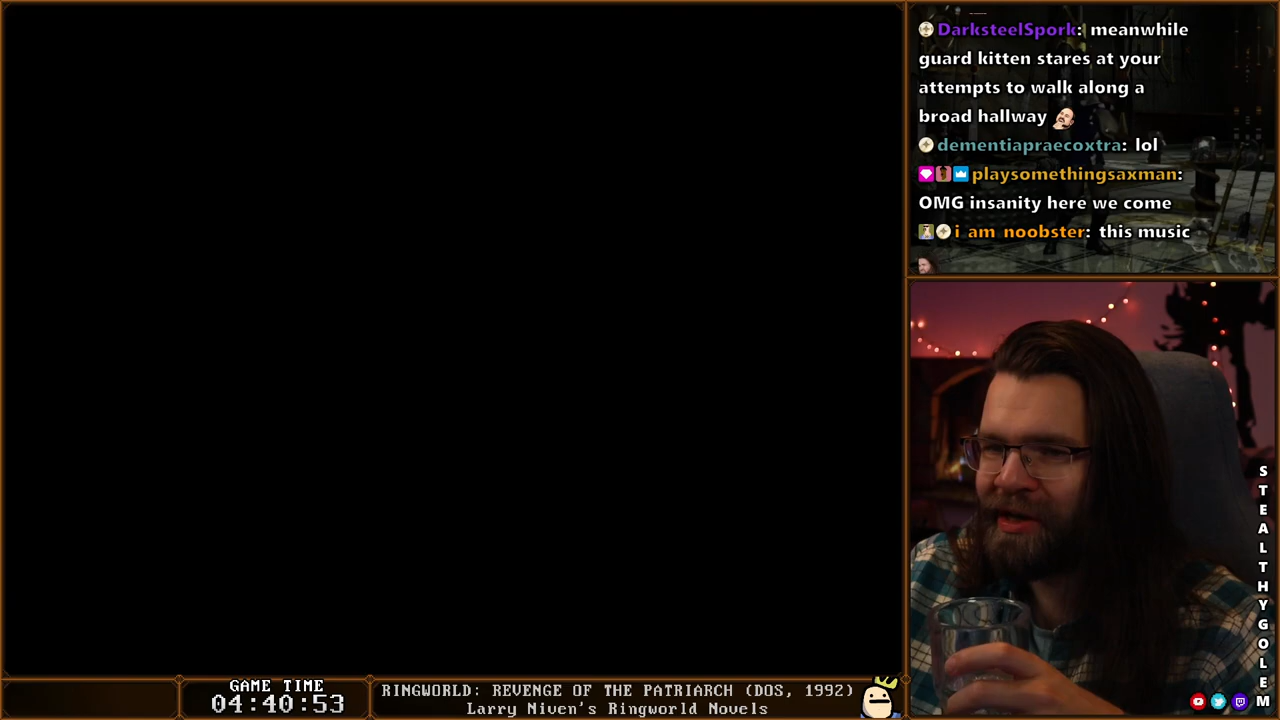 DarksteelSpork: meanwhile
guard kitten stares at your
attempts to walk along a
broad hallway
dementiapraecoxtra: lol
playsomethingsaxman:
OMG insanity here we come
i_am_noobster: this music
STEALTHYGOLEM
GAME TIME
04:40:53
RINGWORLD: REVENGE OF THE PATRIARCH (DOS, 1992)
Larry Niven's Ringworld Novels